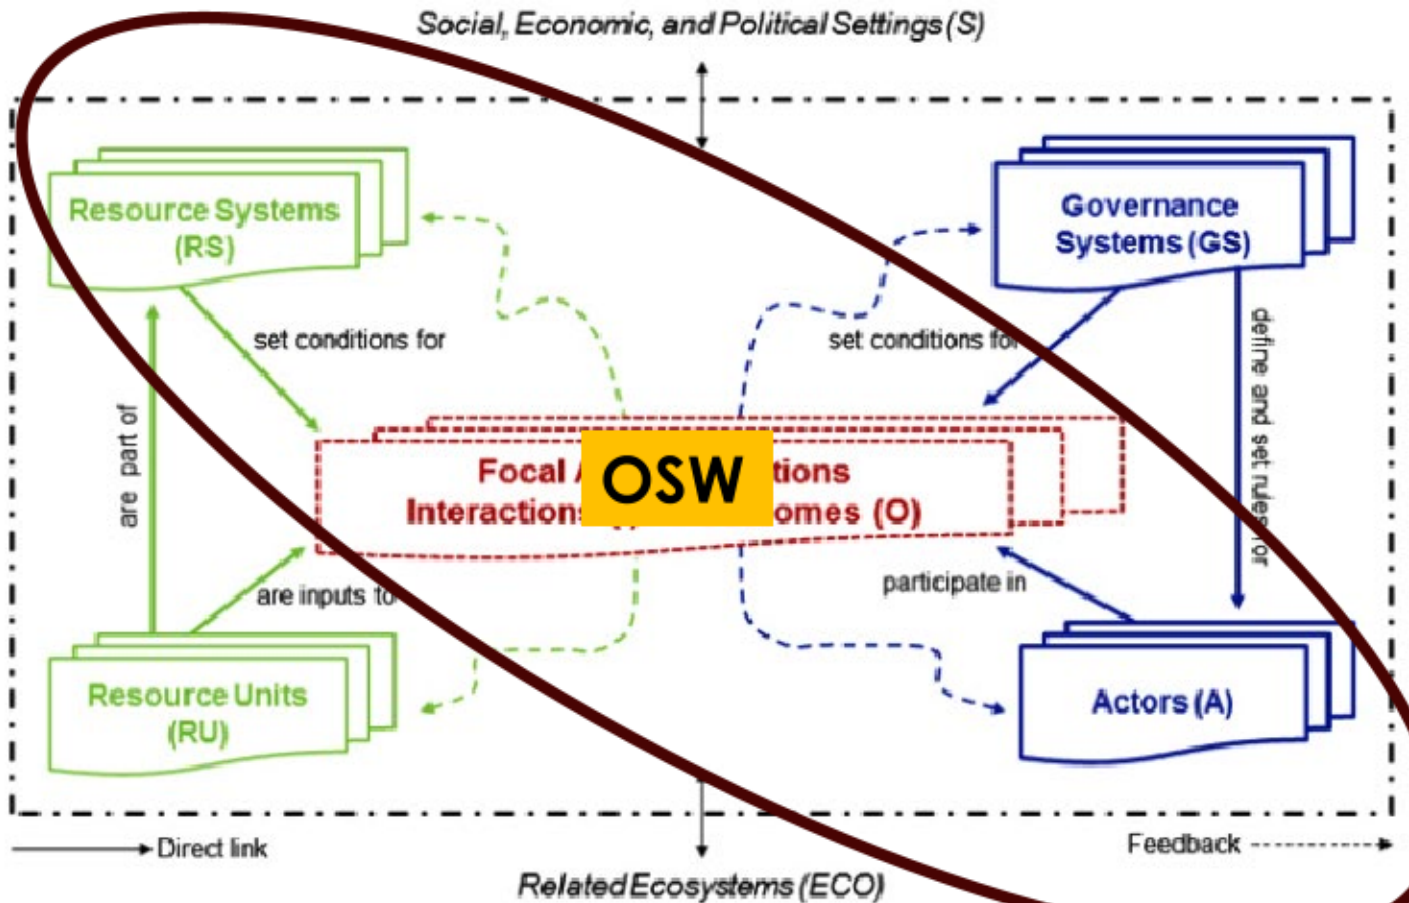 Social, Economic, and Political Settings (S)
Resource Systems
(RS)
Governance
Systems (GS)
set conditions for
set conditions for
are part of
define and set rules for
Focal A
tions
OSW
Interactions
omes (O)
are inputs to
participate in
Resource Units
(RU)
Actors (A)
Direct link
Feedback
Related Ecosystems (ECO)